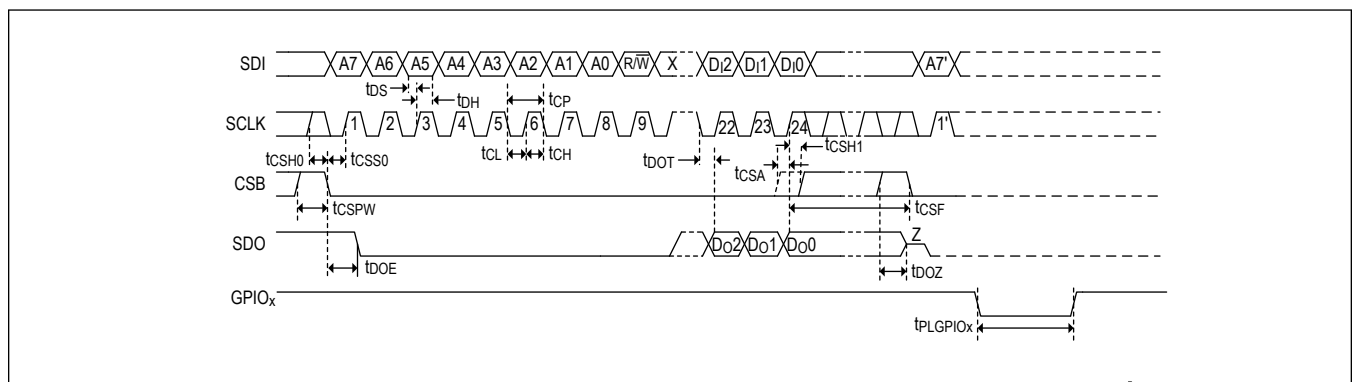 SDI A7 A6 A5 A4 A3 A2 A1 A0 R/W̅ X DI2 DI1 DI0 A7'
tDS tDH tCP
SCLK 1 2 3 4 5 6 7 8 9 22 23 24 1'
tCSH0 tCSS0 tCL tCH tDOT tCSA tCSH1
CSB
tCSPW tCSF
SDO DO2 DO1 DO0 Z
tDOE tDOZ
GPIOx
tPLGPIOx